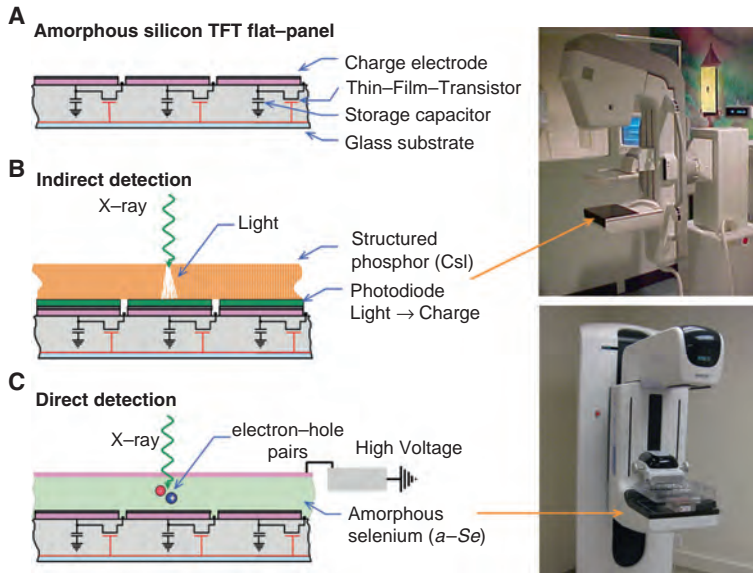 A
Amorphous silicon TFT flat–panel
Charge electrode
Thin–Film–Transistor
Storage capacitor
Glass substrate
B
Indirect detection
X–ray
Light
Structured
phosphor (CsI)
Photodiode
Light → Charge
C
Direct detection
X–ray
electron–hole
pairs
High Voltage
Amorphous
selenium (a–Se)